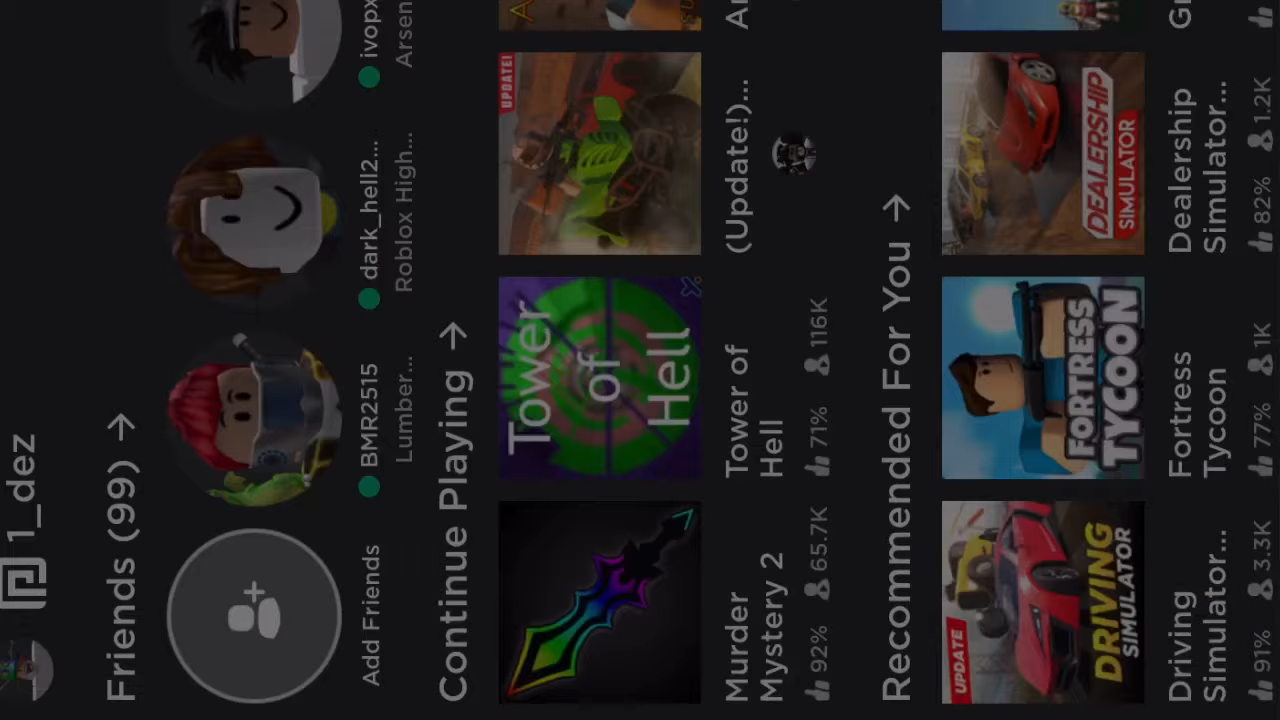 1_dez
Friends (99) →
Add Friends
BMR2515
Lumber...
dark_hell2...
Roblox High...
ivopx
Arsen
Continue Playing →
Murder
Mystery 2
92% 65.7K
Tower
of
Hell
Tower of
Hell
71% 116K
UPDATE!
(Update!)...
Ar
Recommended For You →
UPDATE
DRIVING
SIMULATOR
Driving
Simulator...
91% 3.3K
FORTRESS
TYCOON
Fortress
Tycoon
77% 1K
DEALERSHIP
SIMULATOR
Dealership
Simulator...
82% 1.2K